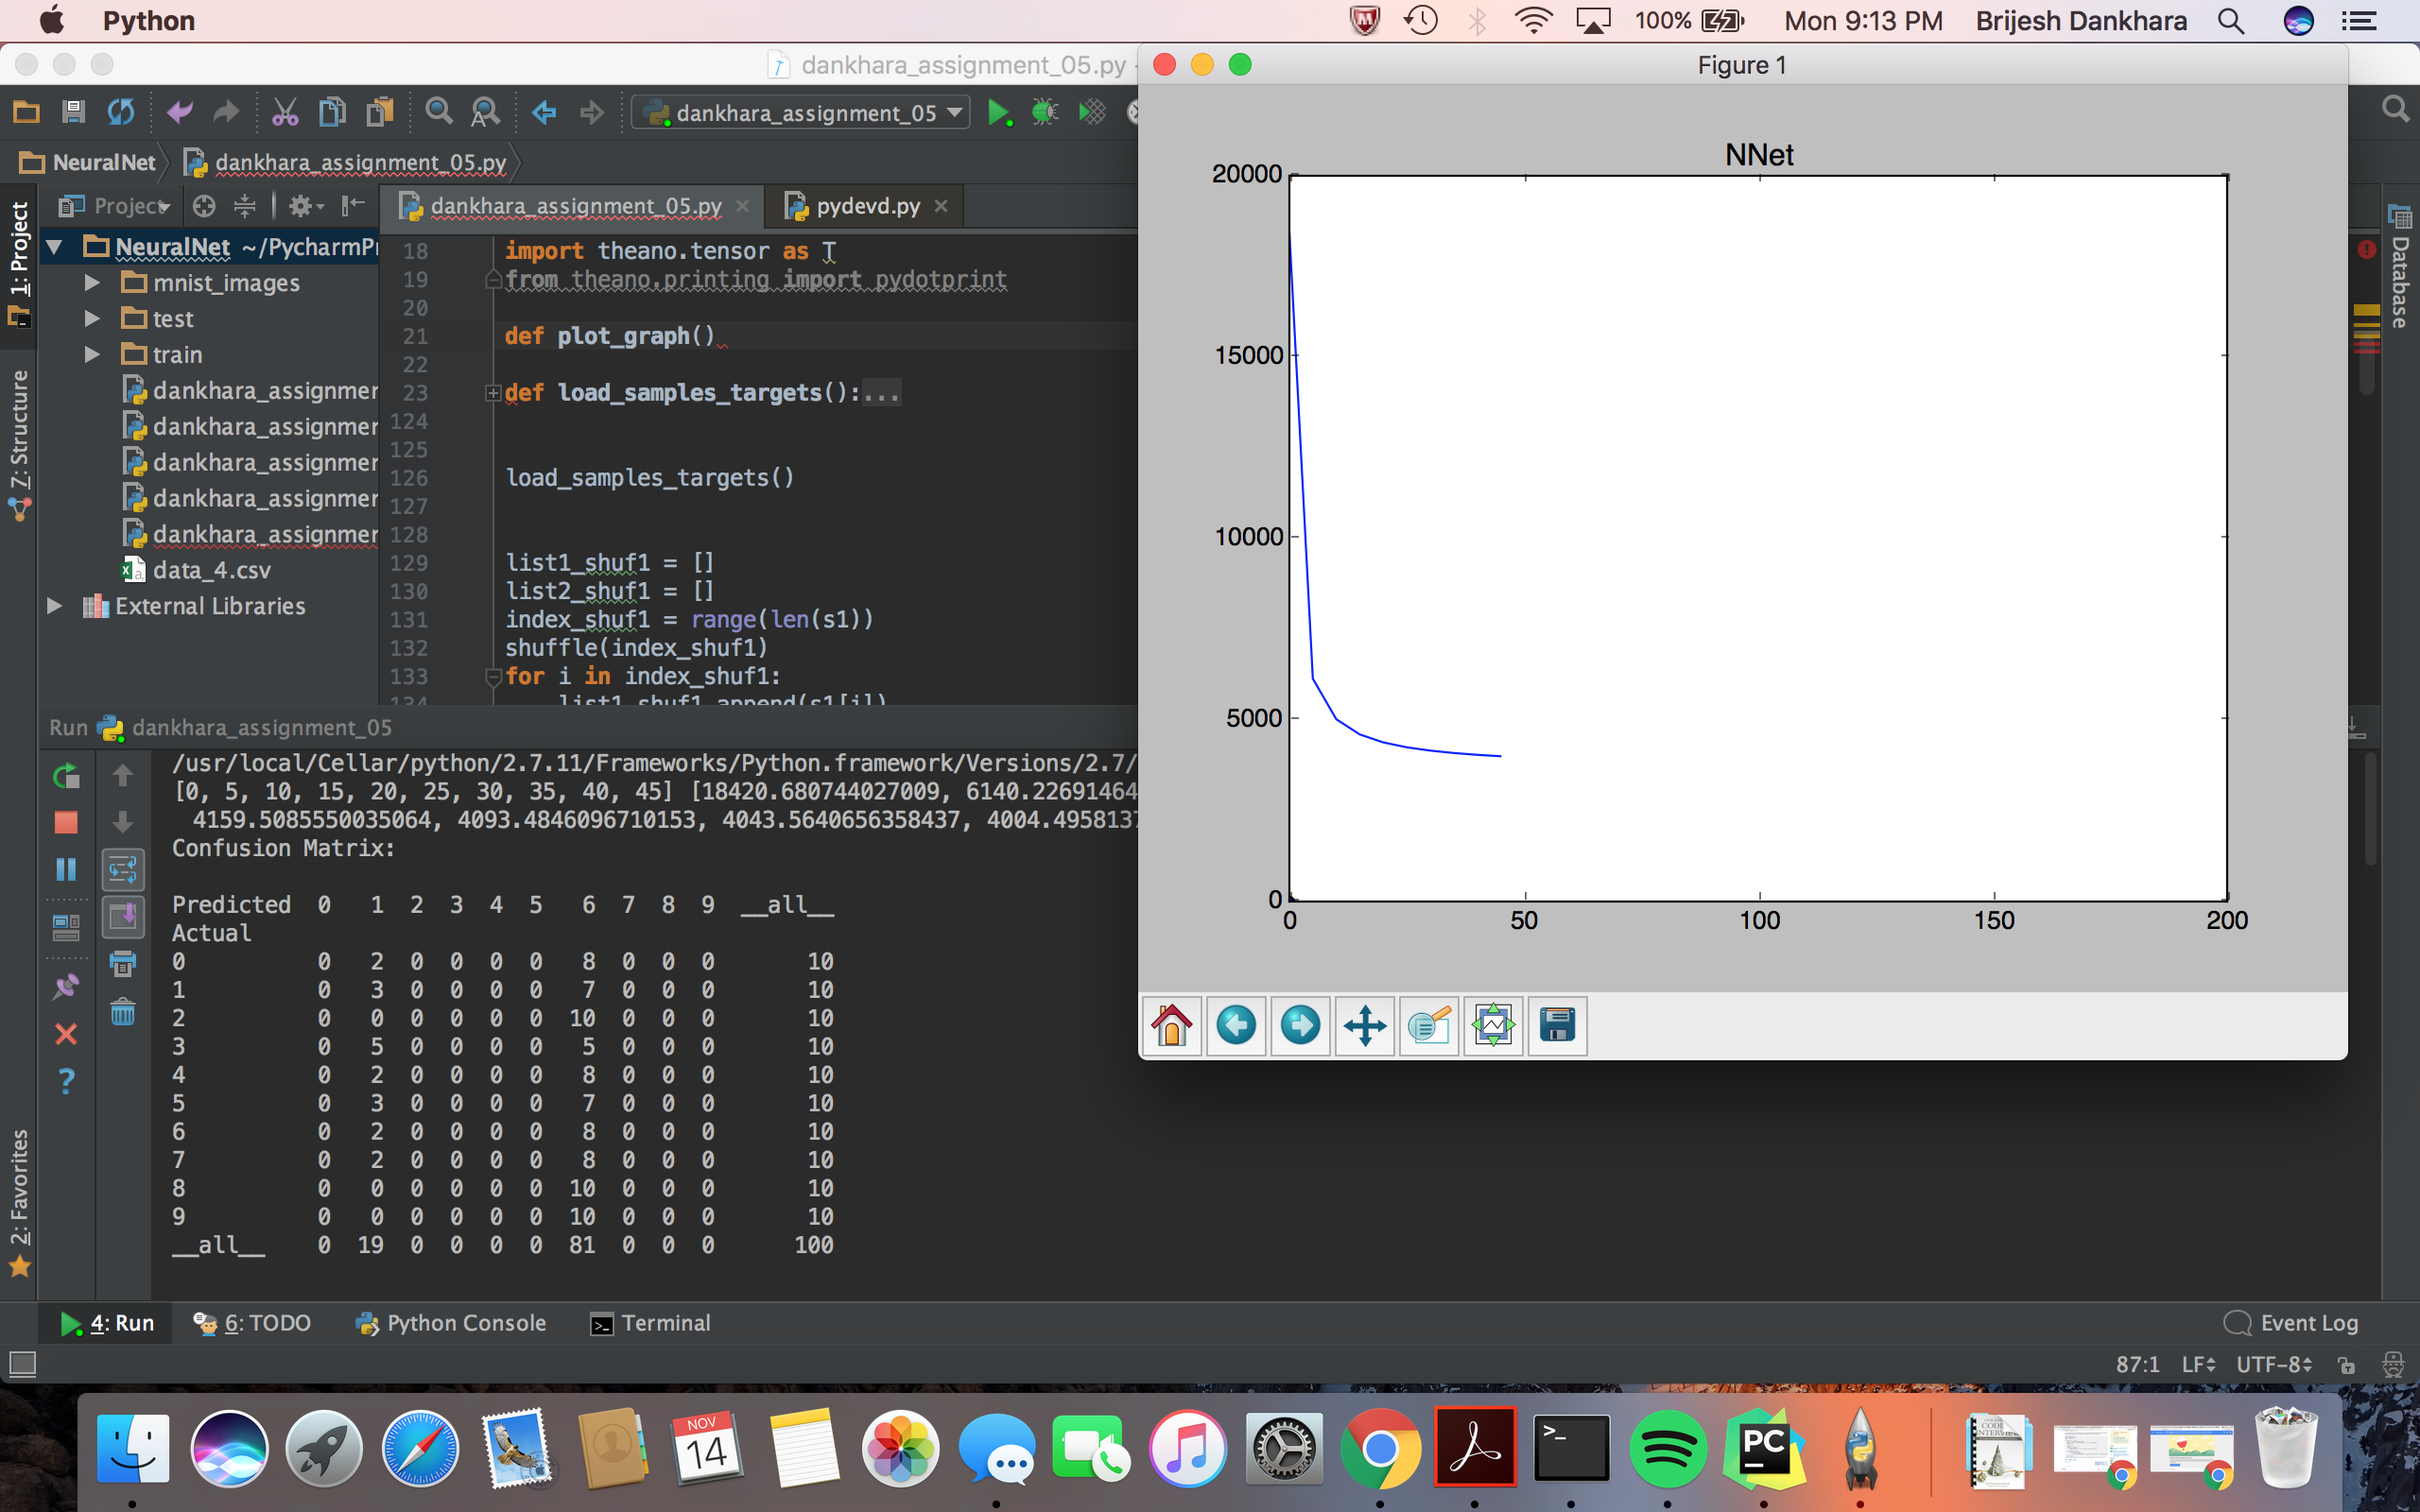 Python
100%
Mon 9:13 PM
Brijesh Dankhara
dankhara_assignment_05.py -
Figure 1
dankhara_assignment_05
NeuralNet
dankhara_assignment_05.py
Project
dankhara_assignment_05.py
pydevd.py
1: Project
Z: Structure
2: Favorites
Database
NeuralNet ~/PycharmPr
mnist_images
test
train
dankhara_assignmer
dankhara_assignmer
dankhara_assignmer
dankhara_assignmer
dankhara_assignmer
data_4.csv
External Libraries
18 import theano.tensor as T
19 from theano.printing import pydotprint
20
21 def plot_graph()
22
23 def load_samples_targets():...
124
125
126 load_samples_targets()
127
128
129 list1_shuf1 = []
130 list2_shuf1 = []
131 index_shuf1 = range(len(s1))
132 shuffle(index_shuf1)
133 for i in index_shuf1:
134 list1_shuf1.append(s1[i])
NNet
20000
15000
10000
5000
0
0 50 100 150 200
Run dankhara_assignment_05
/usr/local/Cellar/python/2.7.11/Frameworks/Python.framework/Versions/2.7/
[0, 5, 10, 15, 20, 25, 30, 35, 40, 45] [18420.680744027009, 6140.22691464
4159.5085550035064, 4093.4846096710153, 4043.5640656358437, 4004.4958137
Confusion Matrix:
Predicted 0 1 2 3 4 5 6 7 8 9 __all__
Actual
0 0 2 0 0 0 0 8 0 0 0 10
1 0 3 0 0 0 0 7 0 0 0 10
2 0 0 0 0 0 0 10 0 0 0 10
3 0 5 0 0 0 0 5 0 0 0 10
4 0 2 0 0 0 0 8 0 0 0 10
5 0 3 0 0 0 0 7 0 0 0 10
6 0 2 0 0 0 0 8 0 0 0 10
7 0 2 0 0 0 0 8 0 0 0 10
8 0 0 0 0 0 0 10 0 0 0 10
9 0 0 0 0 0 0 10 0 0 0 10
__all__ 0 19 0 0 0 0 81 0 0 0 100
4: Run
6: TODO
Python Console
Terminal
Event Log
87:1 LF UTF-8
NOV
14
PC